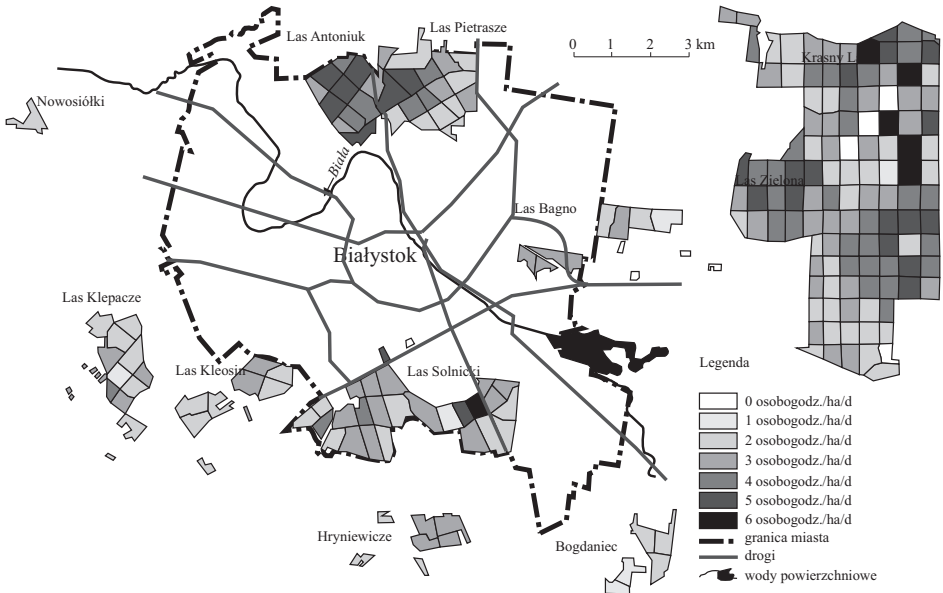 Las Antoniuk
Las Pietrasze
0 1 2 3 km
Krasny L
Nowosiółki
Biała
Las Zielona
Las Bagno
Białystok
Las Klepacze
Las Kleosin
Las Solnicki
Legenda
0 osobogodz./ha/d
1 osobogodz./ha/d
2 osobogodz./ha/d
3 osobogodz./ha/d
4 osobogodz./ha/d
5 osobogodz./ha/d
6 osobogodz./ha/d
granica miasta
drogi
wody powierzchniowe
Hryniewicze
Bogdaniec